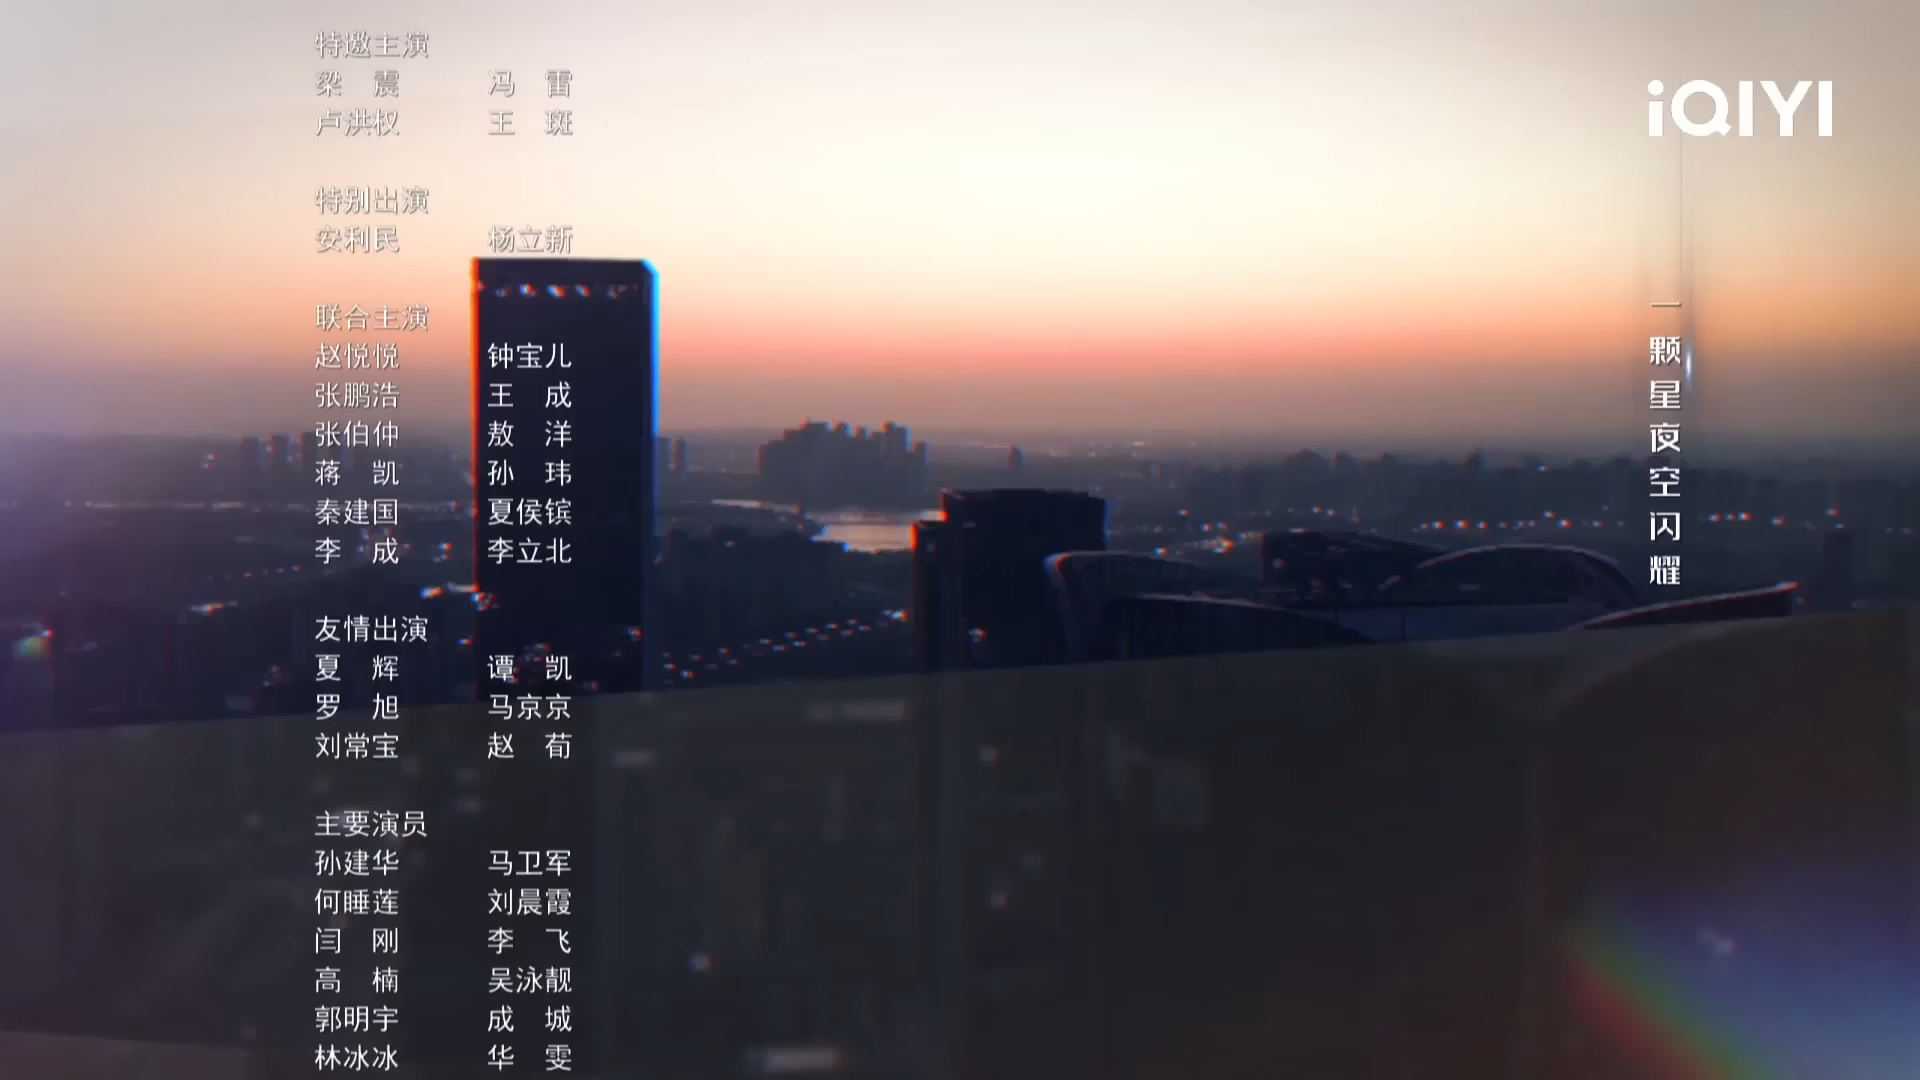 特邀主演
梁　震　　冯　雷
卢洪权　　王　斑
特别出演
安利民　　杨立新
联合主演
赵悦悦　　钟宝儿
张鹏浩　　王　成
张伯仲　　敖　洋
蒋　凯　　孙　玮
秦建国　　夏侯镔
李　成　　李立北
友情出演
夏　辉　　谭　凯
罗　旭　　马京京
刘常宝　　赵　荀
主要演员
孙建华　　马卫军
何睡莲　　刘晨霞
闫　刚　　李　飞
高　楠　　吴泳靓
郭明宇　　成　城
林冰冰　　华　雯
iQIYI
一颗星夜空闪耀